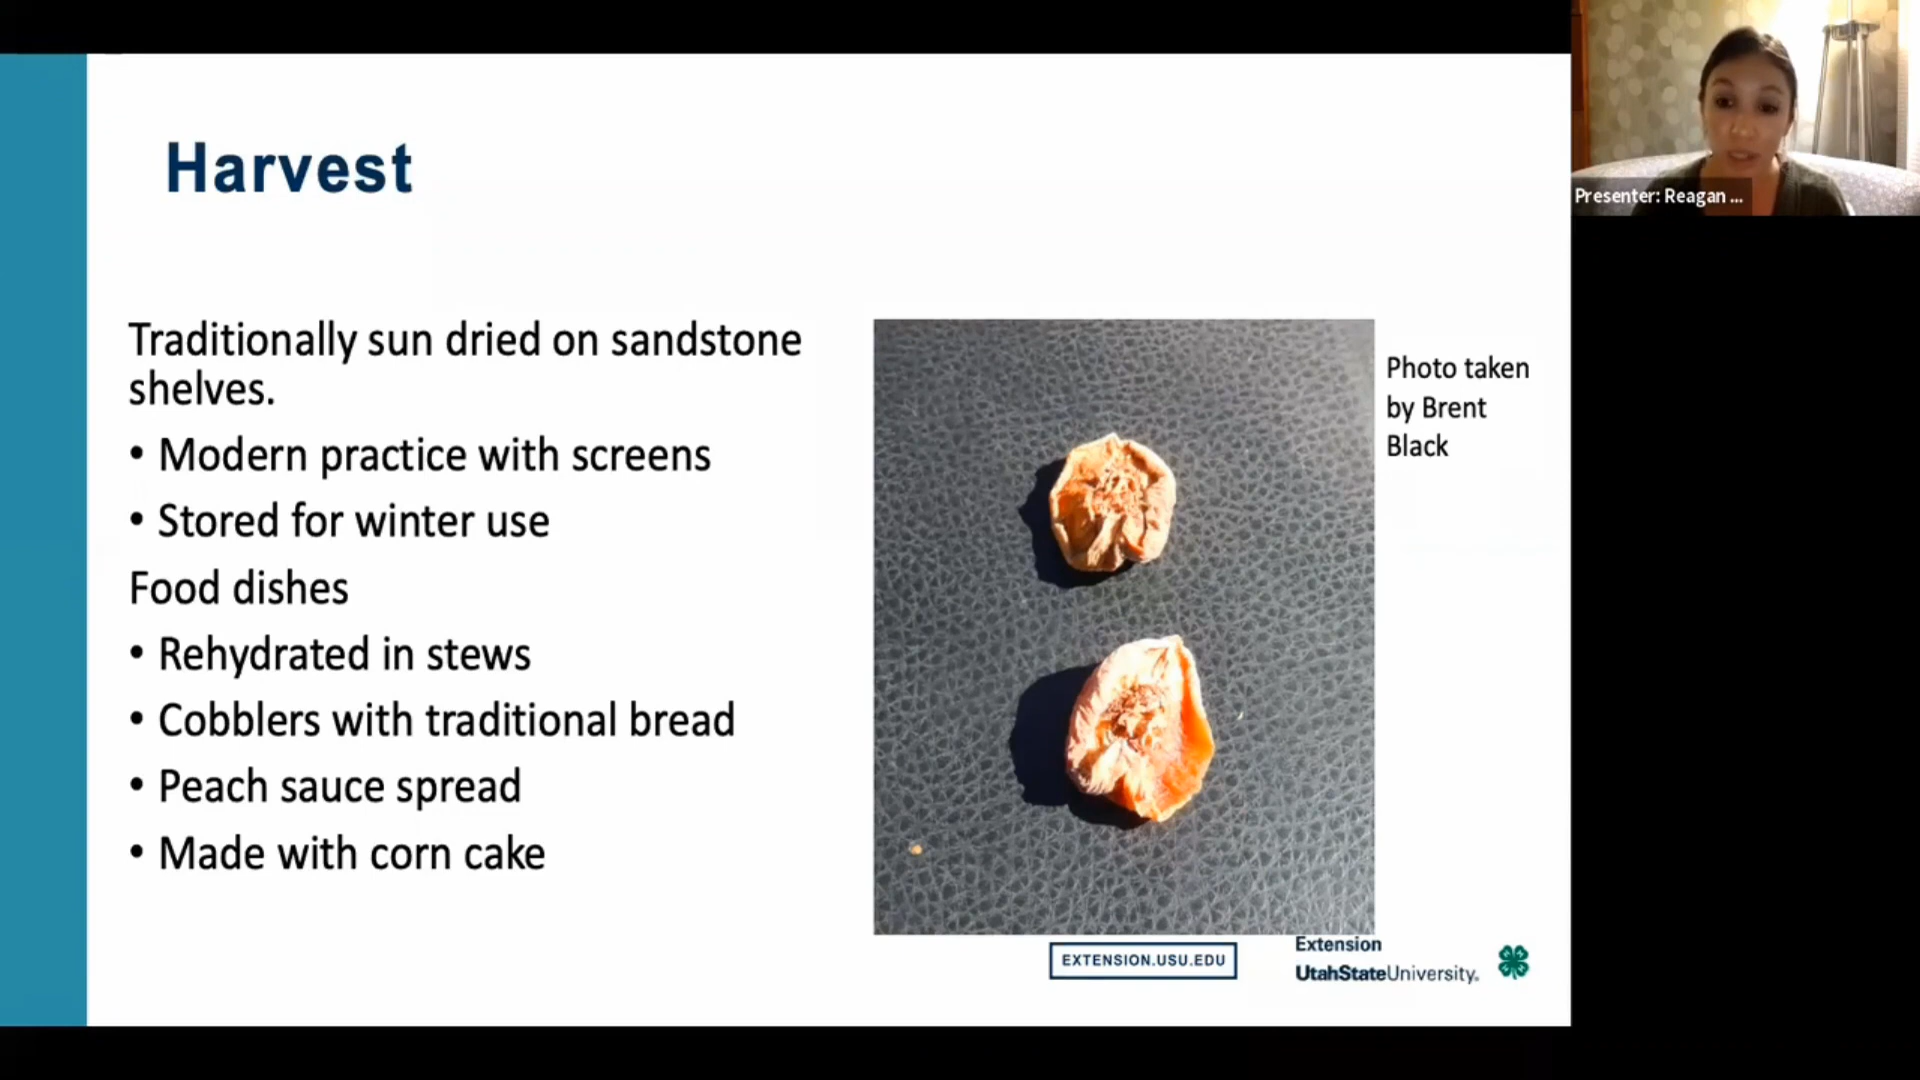 Harvest
Traditionally sun dried on sandstone
shelves.
• Modern practice with screens
• Stored for winter use
Food dishes
• Rehydrated in stews
• Cobblers with traditional bread
• Peach sauce spread
• Made with corn cake
Photo taken
by Brent
Black
EXTENSION.USU.EDU
Extension
UtahStateUniversity.
Presenter: Reagan ...